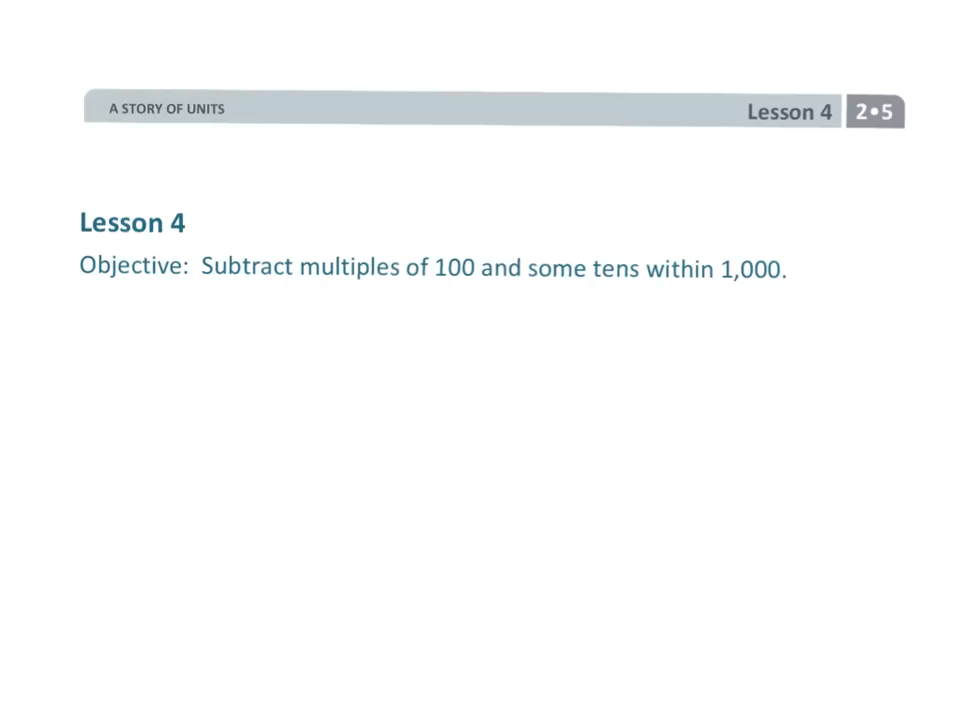 A STORY OF UNITS
Lesson 4
2•5
Lesson 4
Objective: Subtract multiples of 100 and some tens within 1,000.